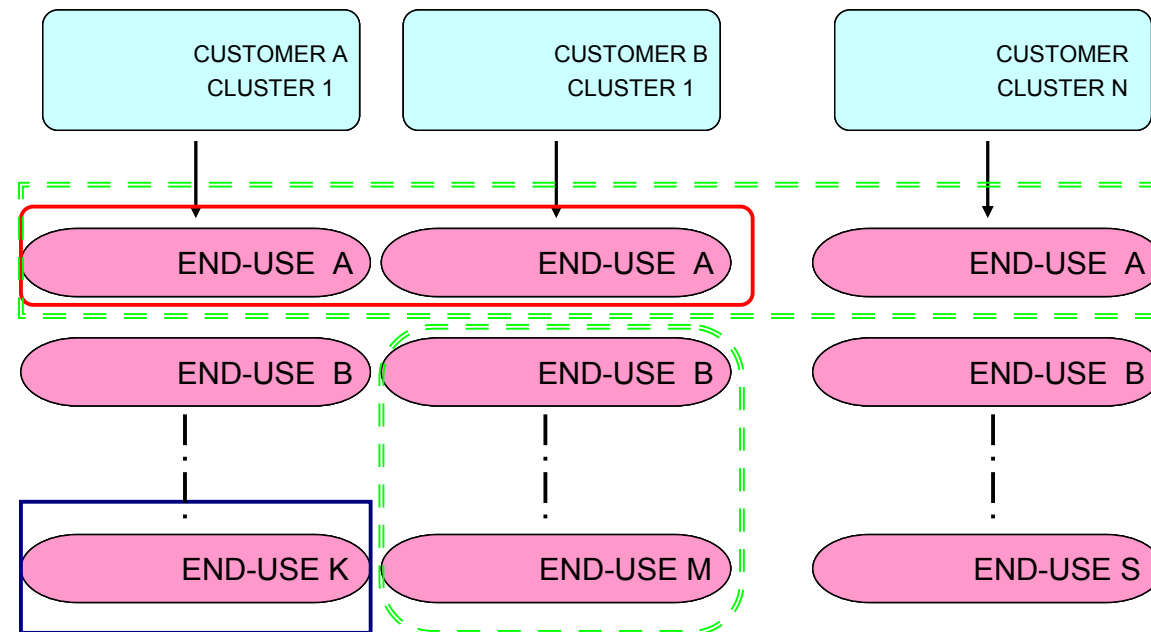 CUSTOMER A
CLUSTER 1
CUSTOMER B
CLUSTER 1
CUSTOMER
CLUSTER N
END-USE A
END-USE A
END-USE A
END-USE B
END-USE B
END-USE B
END-USE K
END-USE M
END-USE S